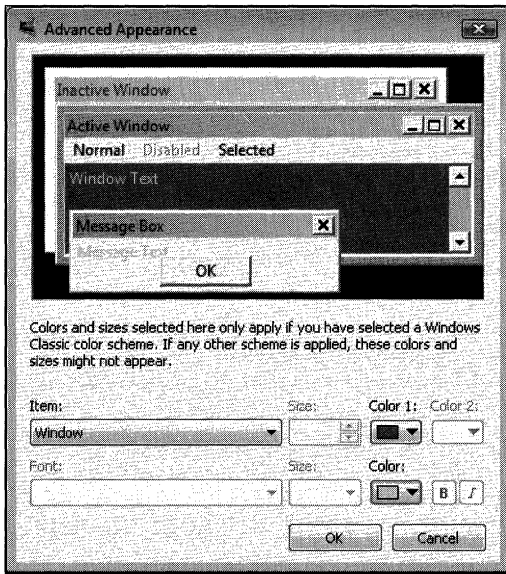 Advanced Appearance
Inactive Window
Active Window
Normal Disabled Selected
Window Text
Message Box
Message Text
OK
Colors and sizes selected here only apply if you have selected a Windows
Classic color scheme. If any other scheme is applied, these colors and
sizes might not appear.
Item: Size: Color 1: Color 2:
Window
Font: Size: Color:
B I
OK Cancel